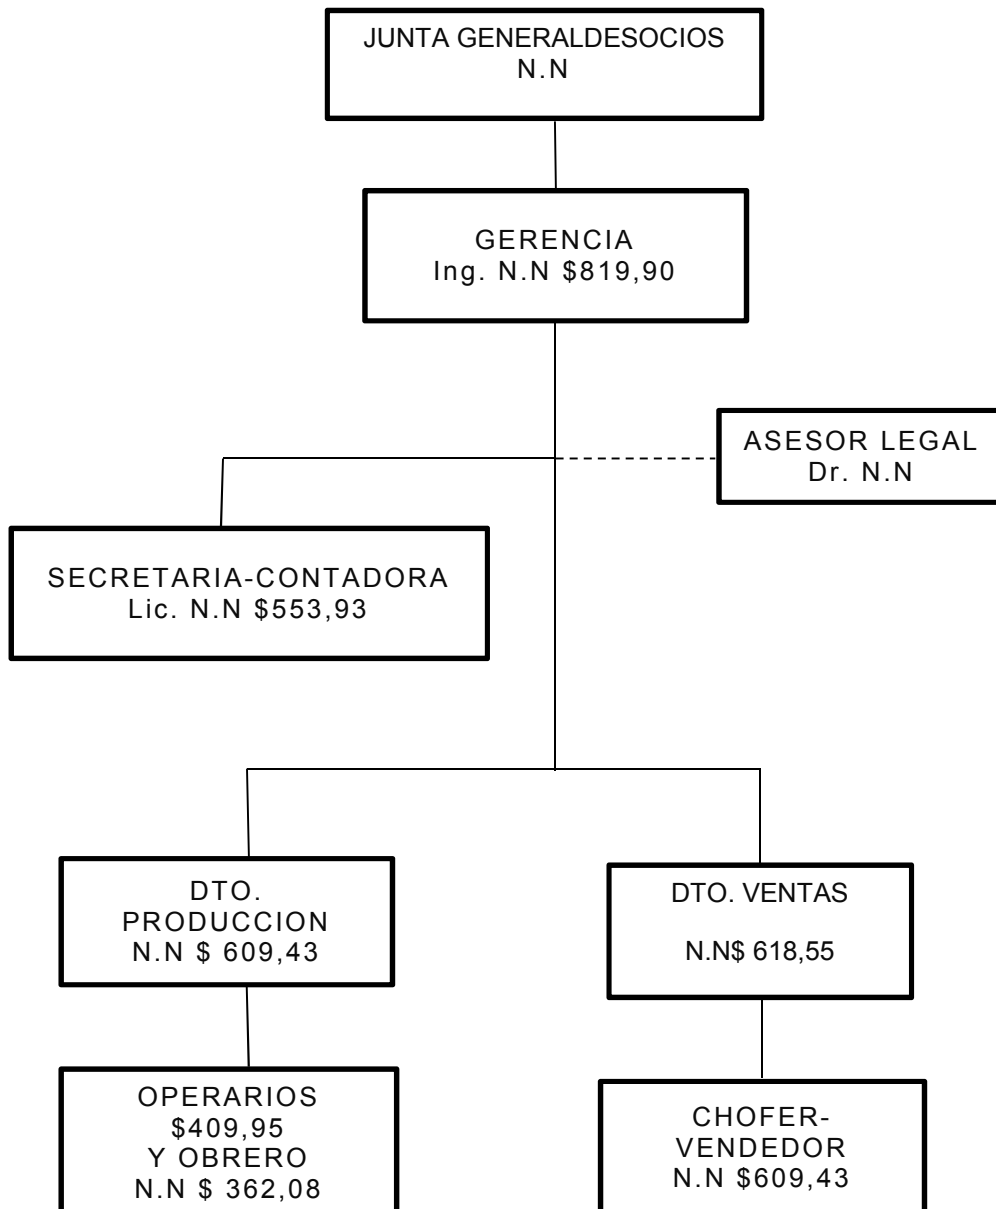 JUNTA GENERALDESOCIOS
N.N
GERENCIA
Ing. N.N $819,90
ASESOR LEGAL
Dr. N.N
SECRETARIA-CONTADORA
Lic. N.N $553,93
DTO.
PRODUCCION
N.N $ 609,43
DTO. VENTAS
N.N$ 618,55
OPERARIOS
$409,95
Y OBRERO
N.N $ 362,08
CHOFER-
VENDEDOR
N.N $609,43